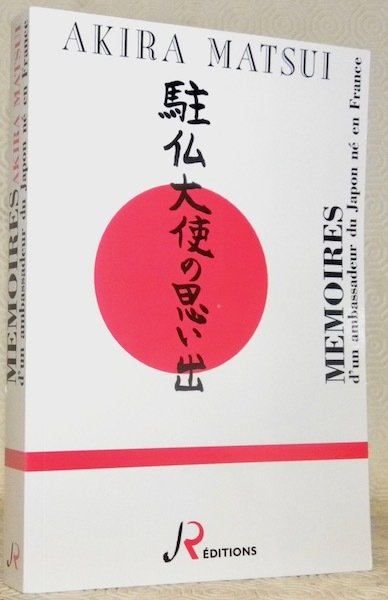 AKIRA MATSUI
駐仏大使の思い出
MEMOIRES
d'un ambassadeur du Japon né en France
JR ÉDITIONS
MEMOIRES AKIRA MATSUI
d'un ambassadeur du Japon né en France
JR